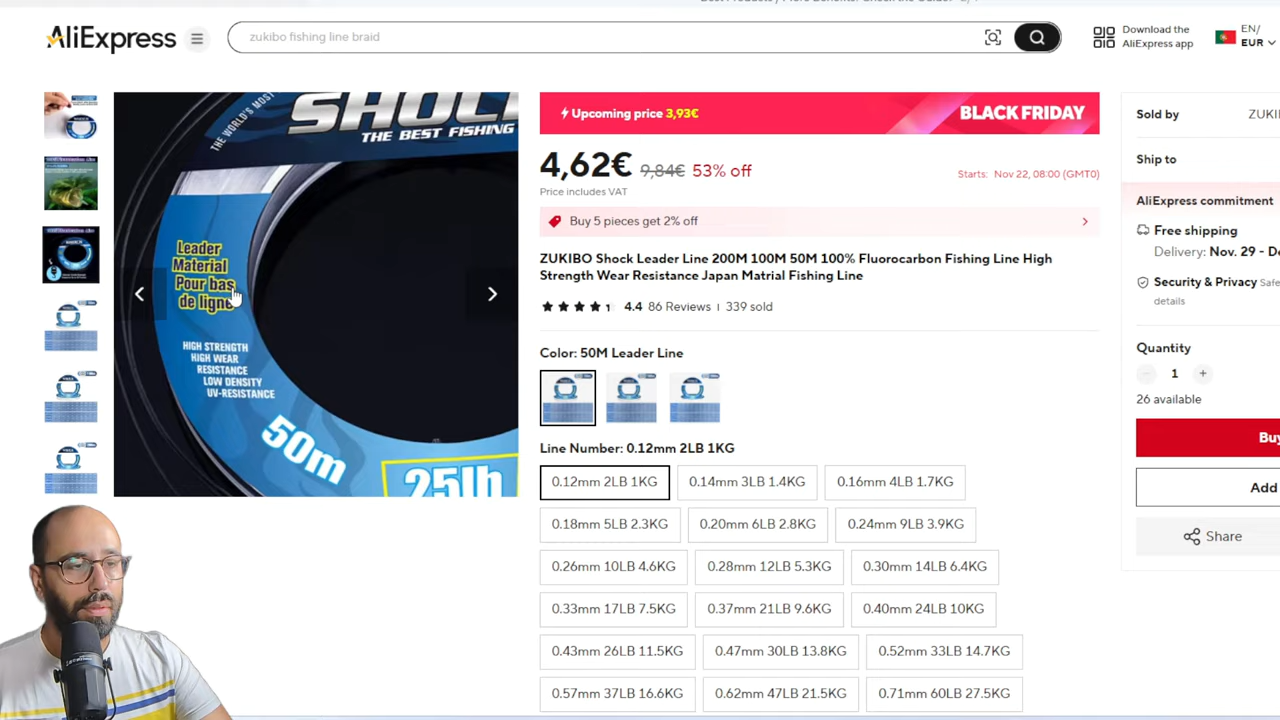 AliExpress
zukibo fishing line braid
Download the
AliExpress app
EN/
EUR
THE WORLD'S MOST
SHOCK
THE BEST FISHING
Leader
Material
Pour bas
de ligne
HIGH STRENGTH
HIGH WEAR
RESISTANCE
LOW DENSITY
UV-RESISTANCE
50m
25lb
Upcoming price 3,93€
BLACK FRIDAY
4,62€ 9,84€ 53% off
Starts: Nov 22, 08:00 (GMT0)
Price includes VAT
Buy 5 pieces get 2% off
ZUKIBO Shock Leader Line 200M 100M 50M 100% Fluorocarbon Fishing Line High
Strength Wear Resistance Japan Matrial Fishing Line
4.4 86 Reviews | 339 sold
Color: 50M Leader Line
Line Number: 0.12mm 2LB 1KG
0.12mm 2LB 1KG 0.14mm 3LB 1.4KG 0.16mm 4LB 1.7KG
0.18mm 5LB 2.3KG 0.20mm 6LB 2.8KG 0.24mm 9LB 3.9KG
0.26mm 10LB 4.6KG 0.28mm 12LB 5.3KG 0.30mm 14LB 6.4KG
0.33mm 17LB 7.5KG 0.37mm 21LB 9.6KG 0.40mm 24LB 10KG
0.43mm 26LB 11.5KG 0.47mm 30LB 13.8KG 0.52mm 33LB 14.7KG
0.57mm 37LB 16.6KG 0.62mm 47LB 21.5KG 0.71mm 60LB 27.5KG
Sold by ZUKI
Ship to
AliExpress commitment
Free shipping
Delivery: Nov. 29 - De
Security & Privacy Safe
details
Quantity
1
26 available
Buy
Add
Share